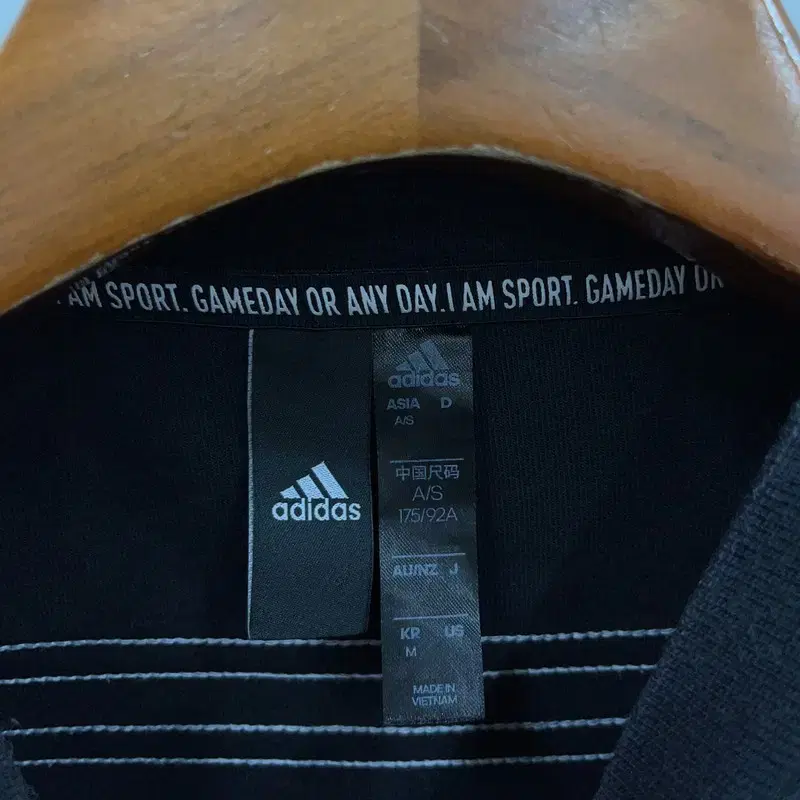 AM SPORT. GAMEDAY OR ANY DAY. I AM SPORT. GAMEDAY OR
adidas
adidas
ASIA D
A/S
中国尺码
A/S
175/92A
AU/NZ J
KR US
M
MADE IN
VIETNAM